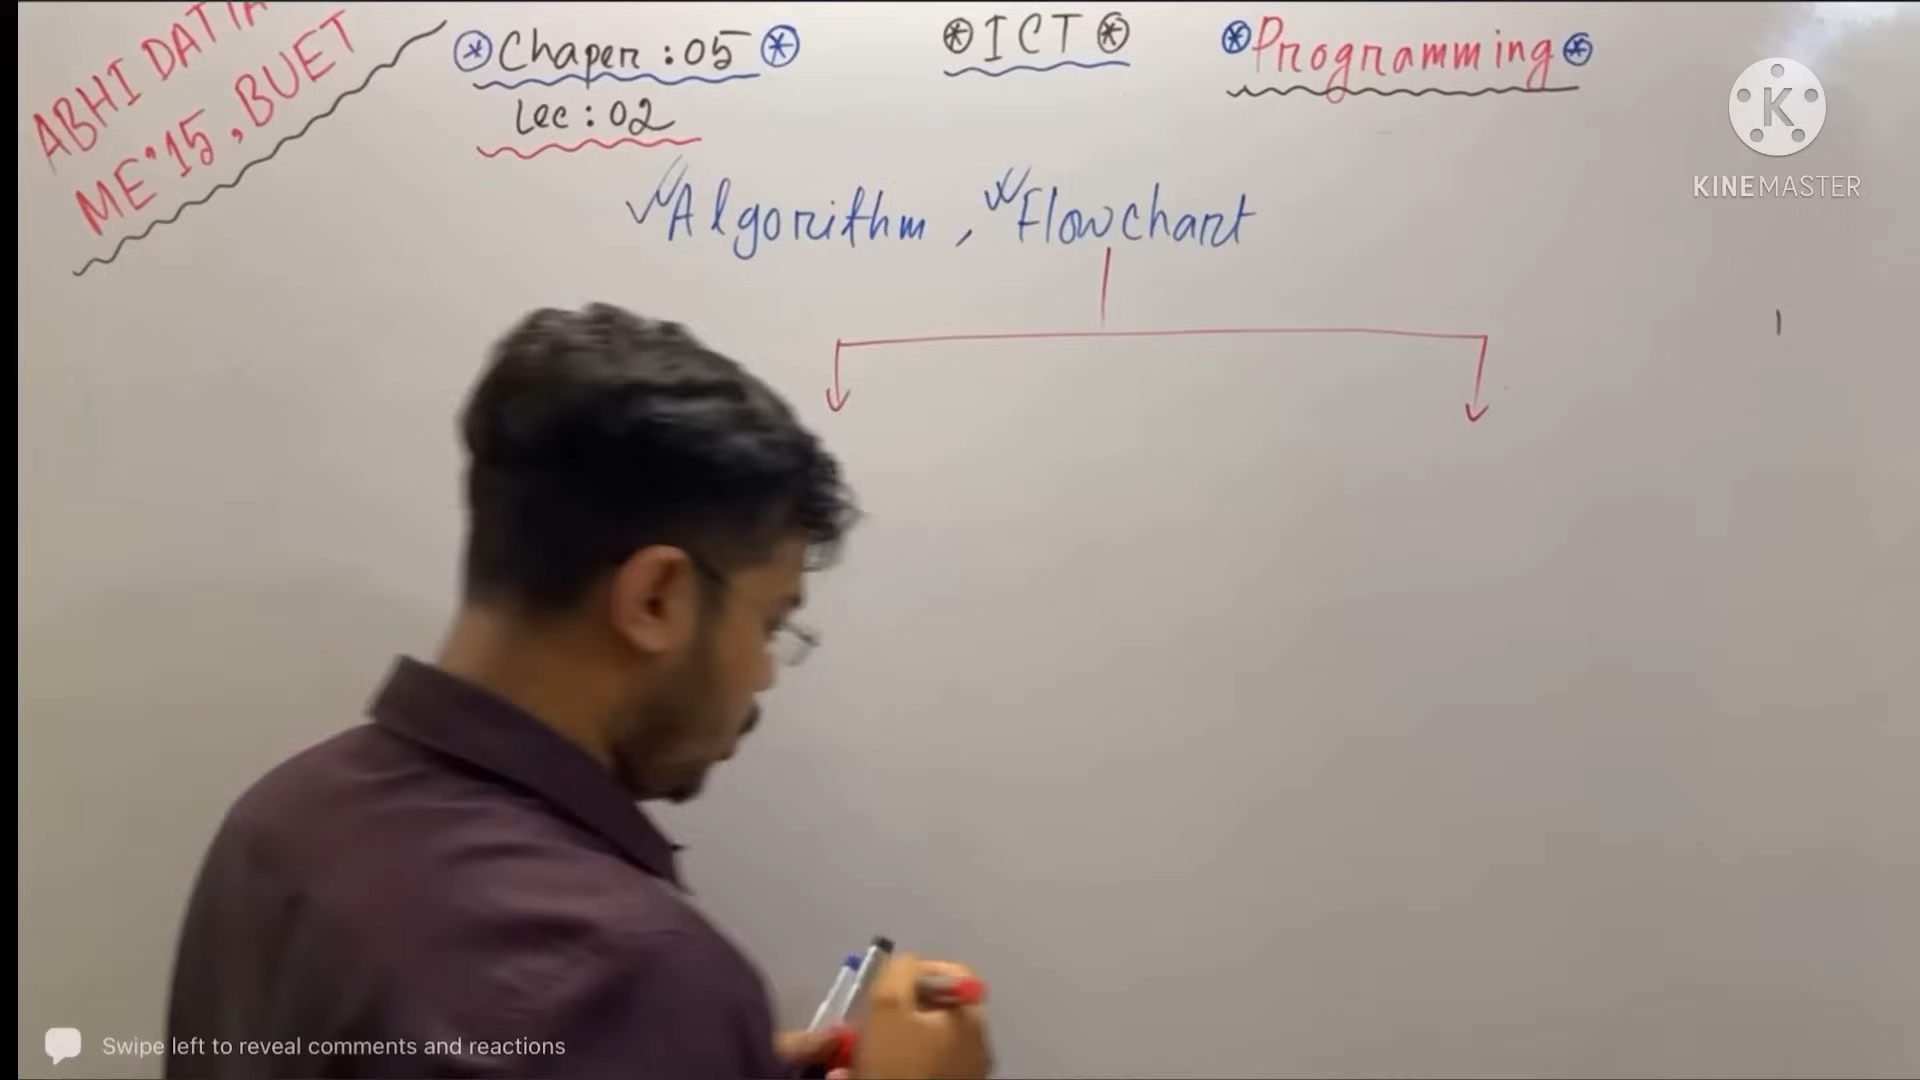 ABHI DATTA
ME'15, BUET
Chaper : 05
Lec : 02
ICT
Programming
Algorithm, Flowchart
KINEMASTER
Swipe left to reveal comments and reactions